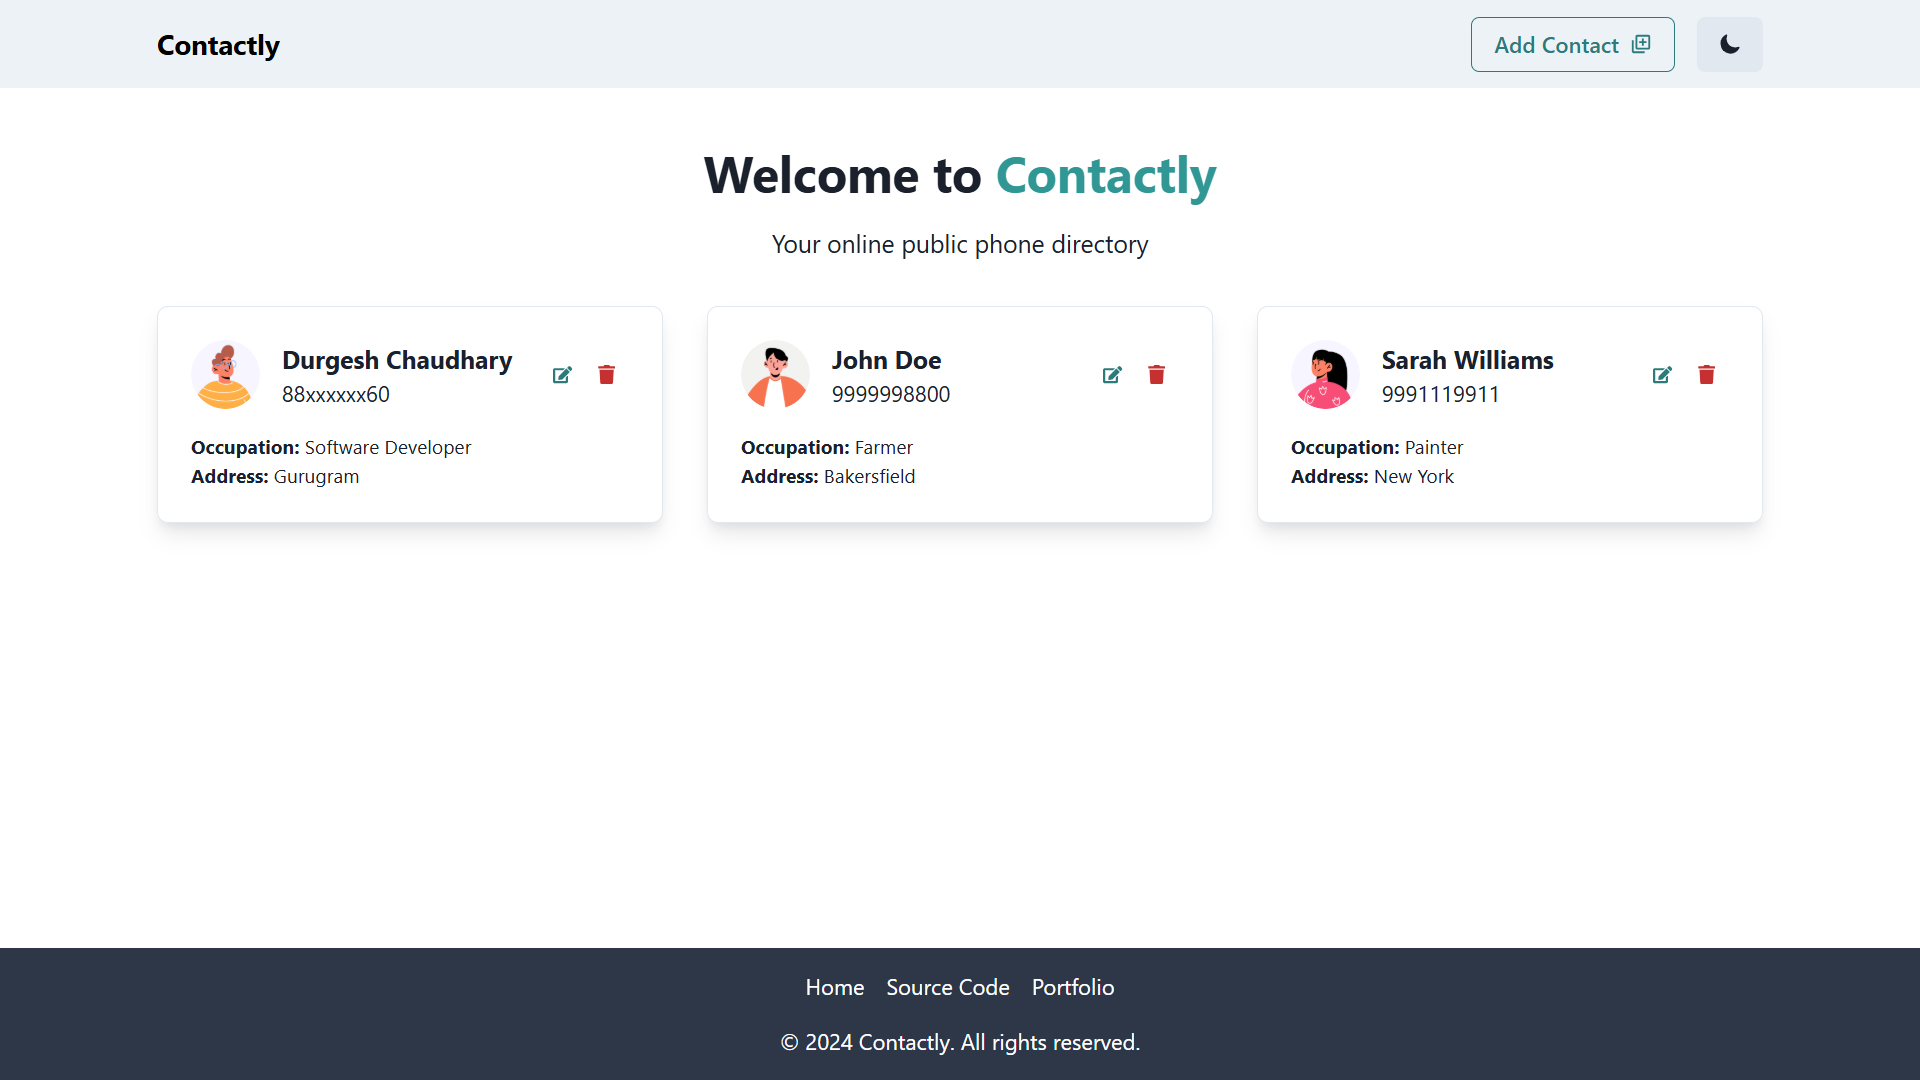 Contactly
Add Contact
Welcome to Contactly
Your online public phone directory
Durgesh Chaudhary
88xxxxxx60
Occupation: Software Developer
Address: Gurugram
John Doe
9999998800
Occupation: Farmer
Address: Bakersfield
Sarah Williams
9991119911
Occupation: Painter
Address: New York
Home Source Code Portfolio
© 2024 Contactly. All rights reserved.